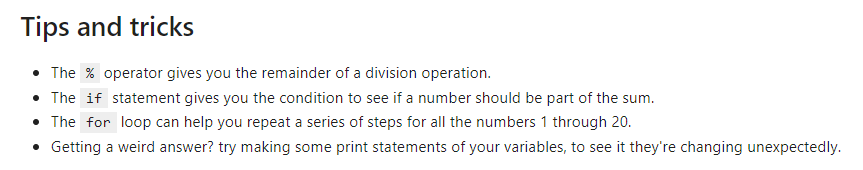 Tips and tricks
The % operator gives you the remainder of a division operation.
The if statement gives you the condition to see if a number should be part of the sum.
The for loop can help you repeat a series of steps for all the numbers 1 through 20.
Getting a weird answer? try making some print statements of your variables, to see it they're changing unexpectedly.